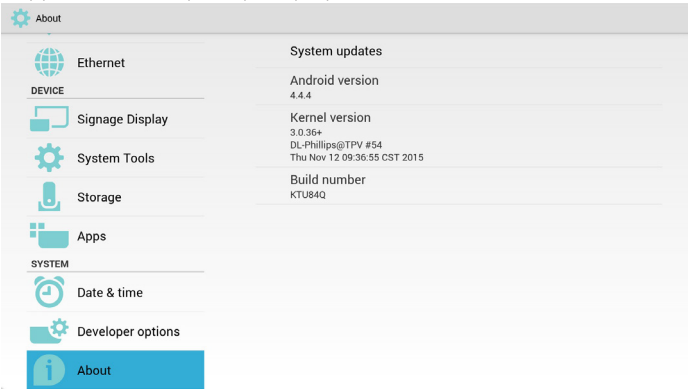 About
Ethernet
DEVICE
Signage Display
System Tools
Storage
Apps
SYSTEM
Date & time
Developer options
About
System updates
Android version
4.4.4
Kernel version
3.0.36+
DL-Phillips@TPV #54
Thu Nov 12 09:36:55 CST 2015
Build number
KTU84Q